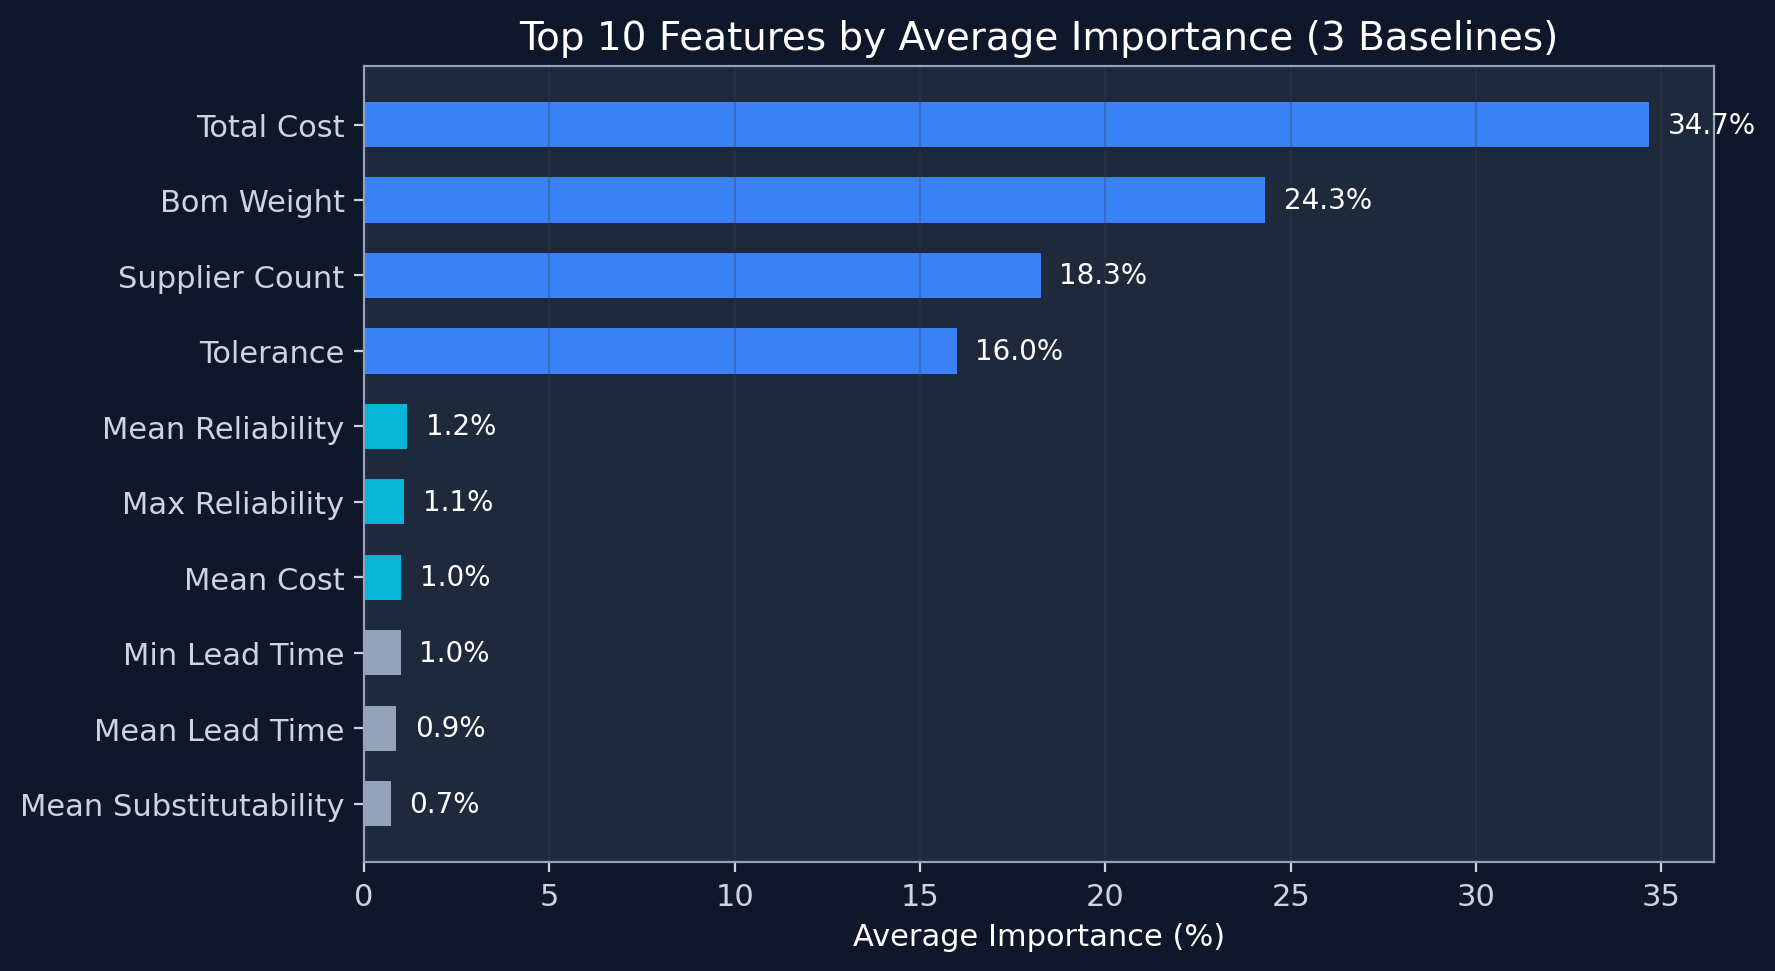 Top 10 Features by Average Importance (3 Baselines)
Total Cost 34.7%
Bom Weight 24.3%
Supplier Count 18.3%
Tolerance 16.0%
Mean Reliability 1.2%
Max Reliability 1.1%
Mean Cost 1.0%
Min Lead Time 1.0%
Mean Lead Time 0.9%
Mean Substitutability 0.7%
0 5 10 15 20 25 30 35
Average Importance (%)